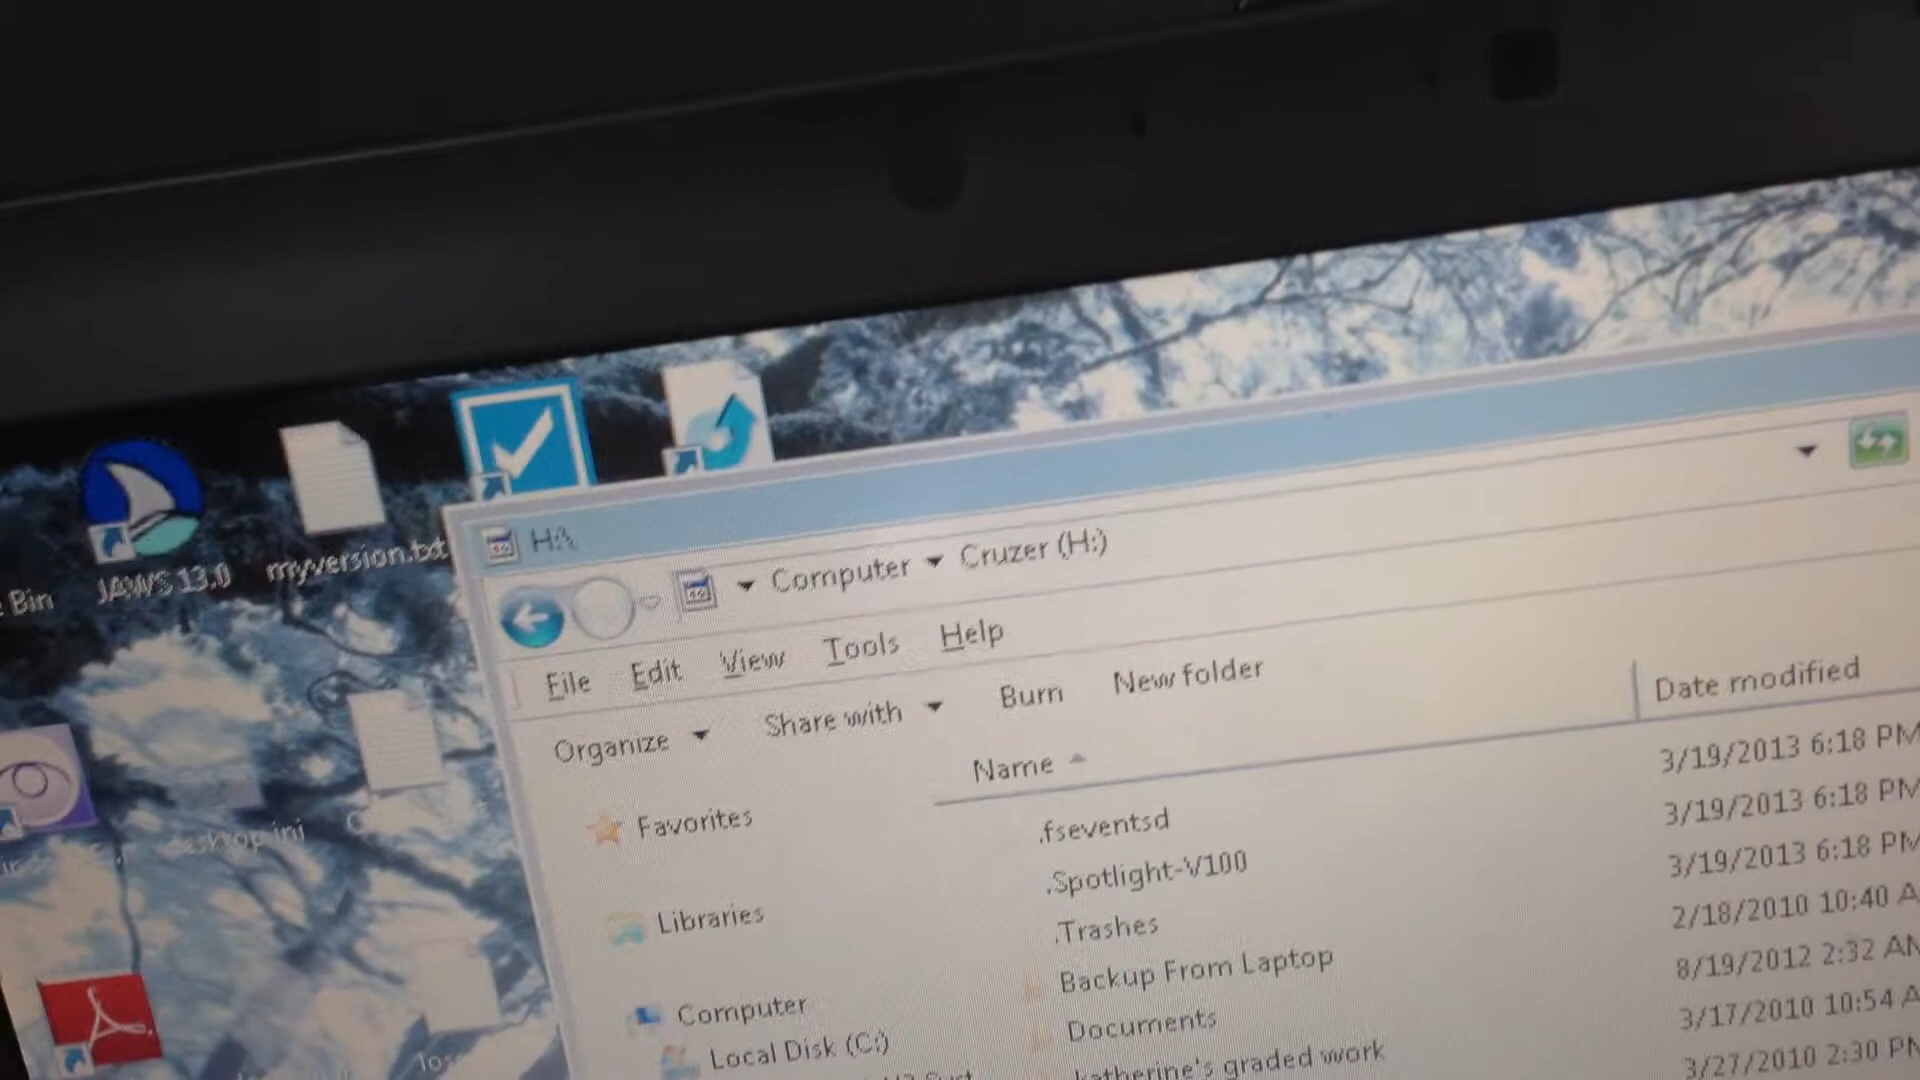 Bin
JAWS 13.0
myversion.txt
desktop.ini
H:\
Computer
Cruzer (H:)
File Edit View Tools Help
Organize Share with Burn New folder
Name Date modified
Favorites
Libraries
Computer
Local Disk (C:)
.fseventsd 3/19/2013 6:18 PM
.Spotlight-V100 3/19/2013 6:18 PM
.Trashes 3/19/2013 6:18 PM
Backup From Laptop 2/18/2010 10:40 A
Documents 8/19/2012 2:32 AM
katherine's graded work 3/17/2010 10:54 A
3/27/2010 2:30 PM